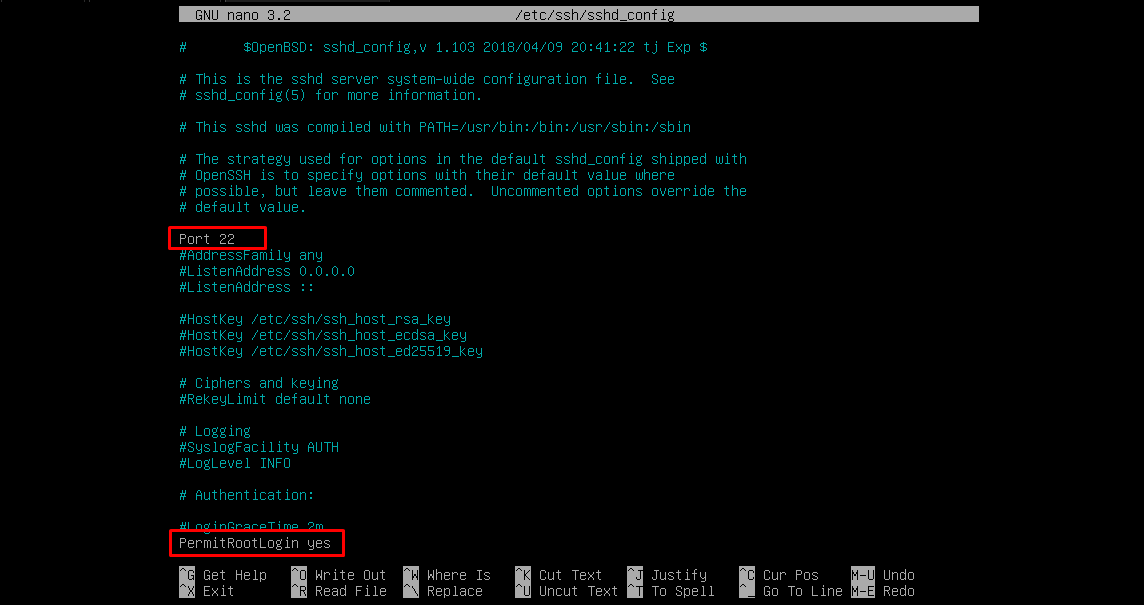 GNU nano 3.2 /etc/ssh/sshd_config
# $OpenBSD: sshd_config,v 1.103 2018/04/09 20:41:22 tj Exp $
# This is the sshd server system-wide configuration file. See
# sshd_config(5) for more information.
# This sshd was compiled with PATH=/usr/bin:/bin:/usr/sbin:/sbin
# The strategy used for options in the default sshd_config shipped with
# OpenSSH is to specify options with their default value where
# possible, but leave them commented. Uncommented options override the
# default value.
Port 22
#AddressFamily any
#ListenAddress 0.0.0.0
#ListenAddress ::
#HostKey /etc/ssh/ssh_host_rsa_key
#HostKey /etc/ssh/ssh_host_ecdsa_key
#HostKey /etc/ssh/ssh_host_ed25519_key
# Ciphers and keying
#RekeyLimit default none
# Logging
#SyslogFacility AUTH
#LogLevel INFO
# Authentication:
#LoginGraceTime 2m
PermitRootLogin yes
^G Get Help ^O Write Out ^W Where Is ^K Cut Text ^J Justify ^C Cur Pos M-U Undo
^X Exit ^R Read File ^\ Replace ^U Uncut Text ^T To Spell ^_ Go To Line M-E Redo